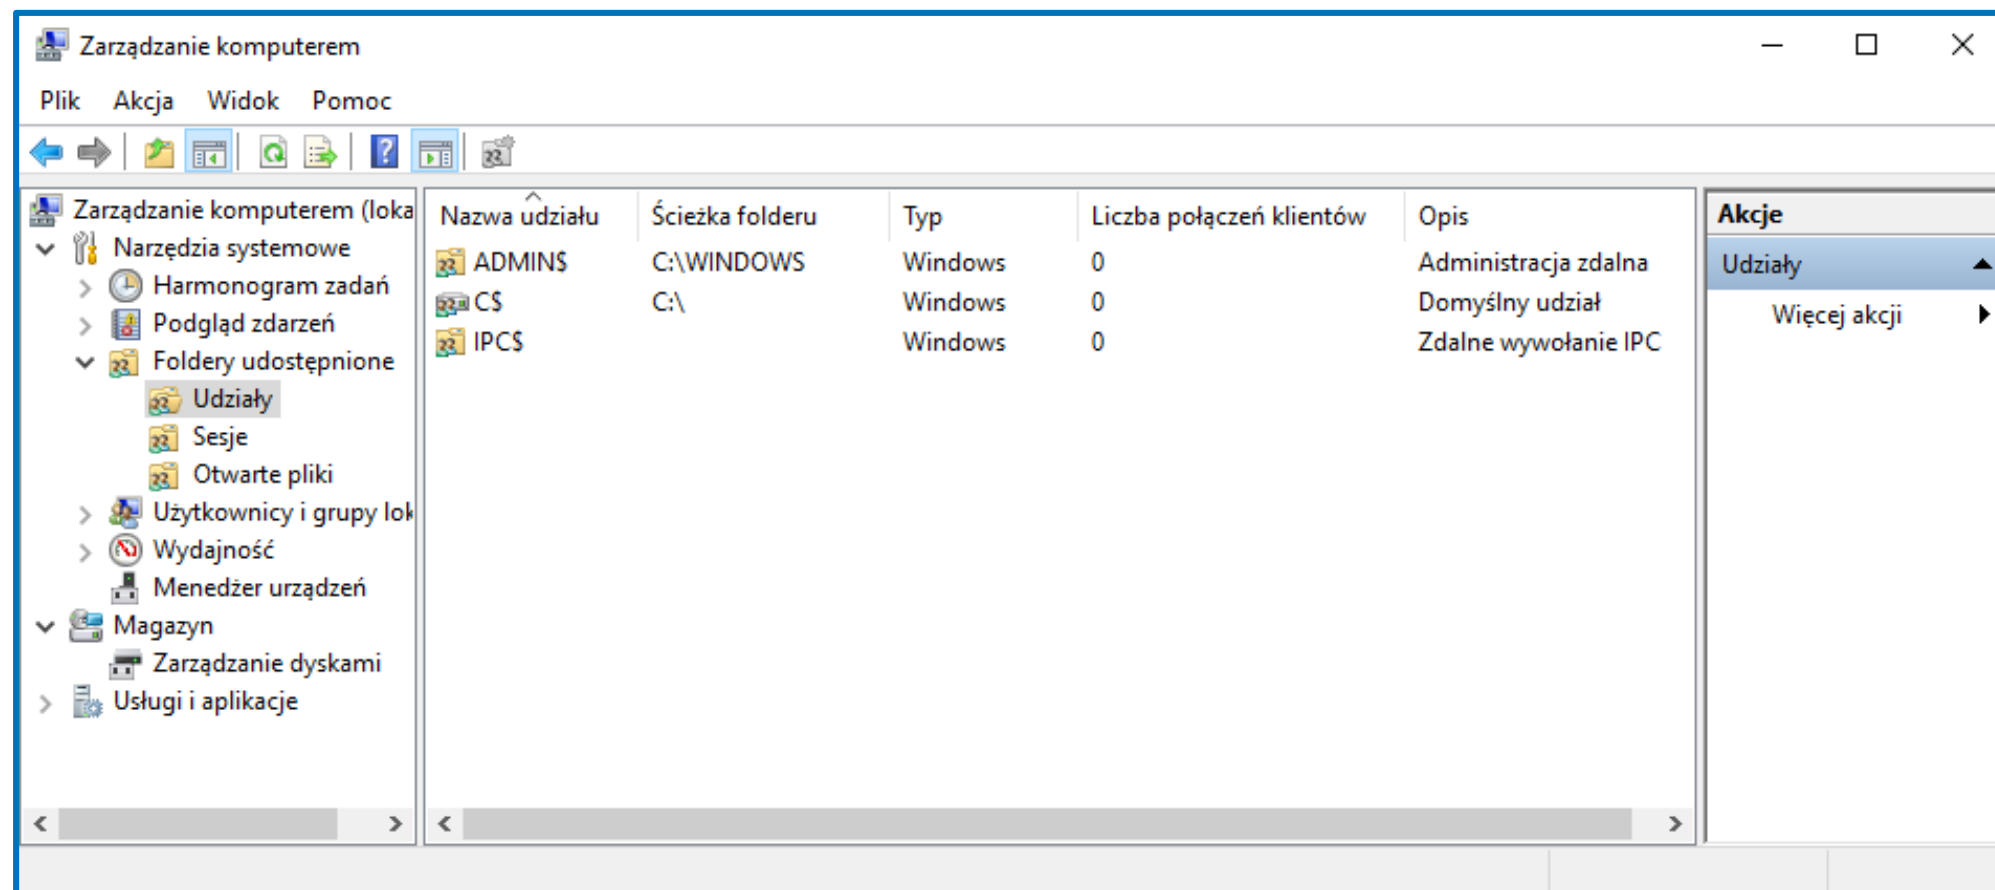 Zarządzanie komputerem
Plik Akcja Widok Pomoc
Zarządzanie komputerem (loka
Narzędzia systemowe
Harmonogram zadań
Podgląd zdarzeń
Foldery udostępnione
Udziały
Sesje
Otwarte pliki
Użytkownicy i grupy lok
Wydajność
Menedżer urządzeń
Magazyn
Zarządzanie dyskami
Usługi i aplikacje
Nazwa udziału Ścieżka folderu Typ Liczba połączeń klientów Opis
ADMIN$ C:\WINDOWS Windows 0 Administracja zdalna
C$ C:\ Windows 0 Domyślny udział
IPC$ Windows 0 Zdalne wywołanie IPC
Akcje
Udziały
Więcej akcji